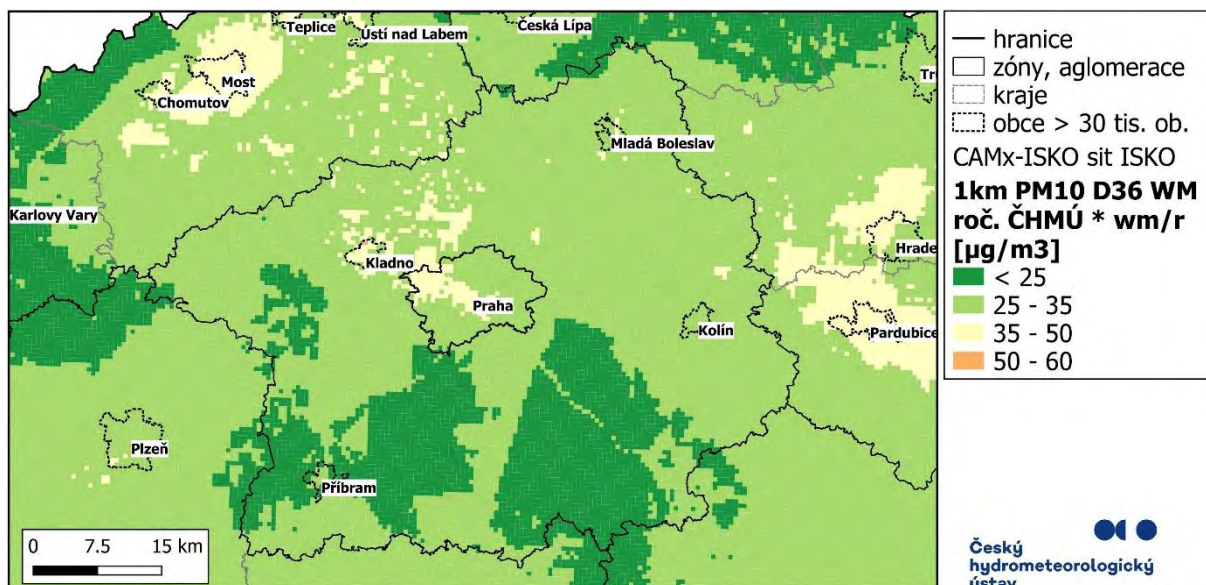 Teplice
Ústí nad Labem
Česká Lípa
Most
Chomutov
Mladá Boleslav
Karlovy Vary
Kladno
Praha
Hrade
Kolín
Pardubice
Plzeň
Příbram
0 7.5 15 km
hranice
zóny, aglomerace
kraje
obce > 30 tis. ob.
CAMx-ISKO sit ISKO
1km PM10 D36 WM
roč. ČHMÚ * wm/r
[µg/m3]
< 25
25 - 35
35 - 50
50 - 60
Český
hydrometeorologický
ústav